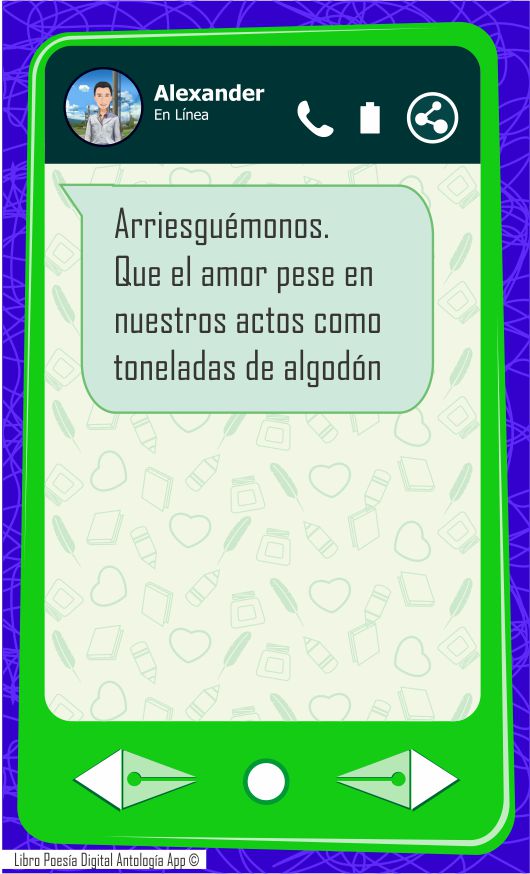 Alexander
En Línea
Arriesguémonos.
Que el amor pese en
nuestros actos como
toneladas de algodón
Libro Poesía Digital Antología App ©